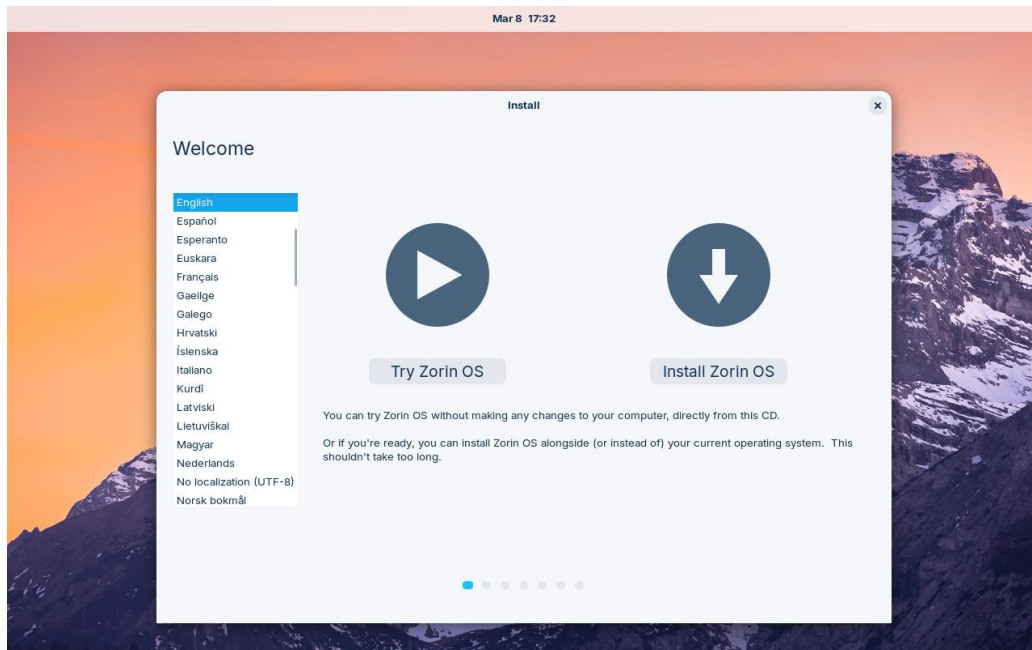 Mar 8 17:32
Install
Welcome
English
Español
Esperanto
Euskara
Français
Gaeilge
Galego
Hrvatski
Íslenska
Italiano
Kurdî
Latviski
Lietuviškai
Magyar
Nederlands
No localization (UTF-8)
Norsk bokmål
Try Zorin OS
Install Zorin OS
You can try Zorin OS without making any changes to your computer, directly from this CD.
Or if you're ready, you can install Zorin OS alongside (or instead of) your current operating system.  This
shouldn't take too long.